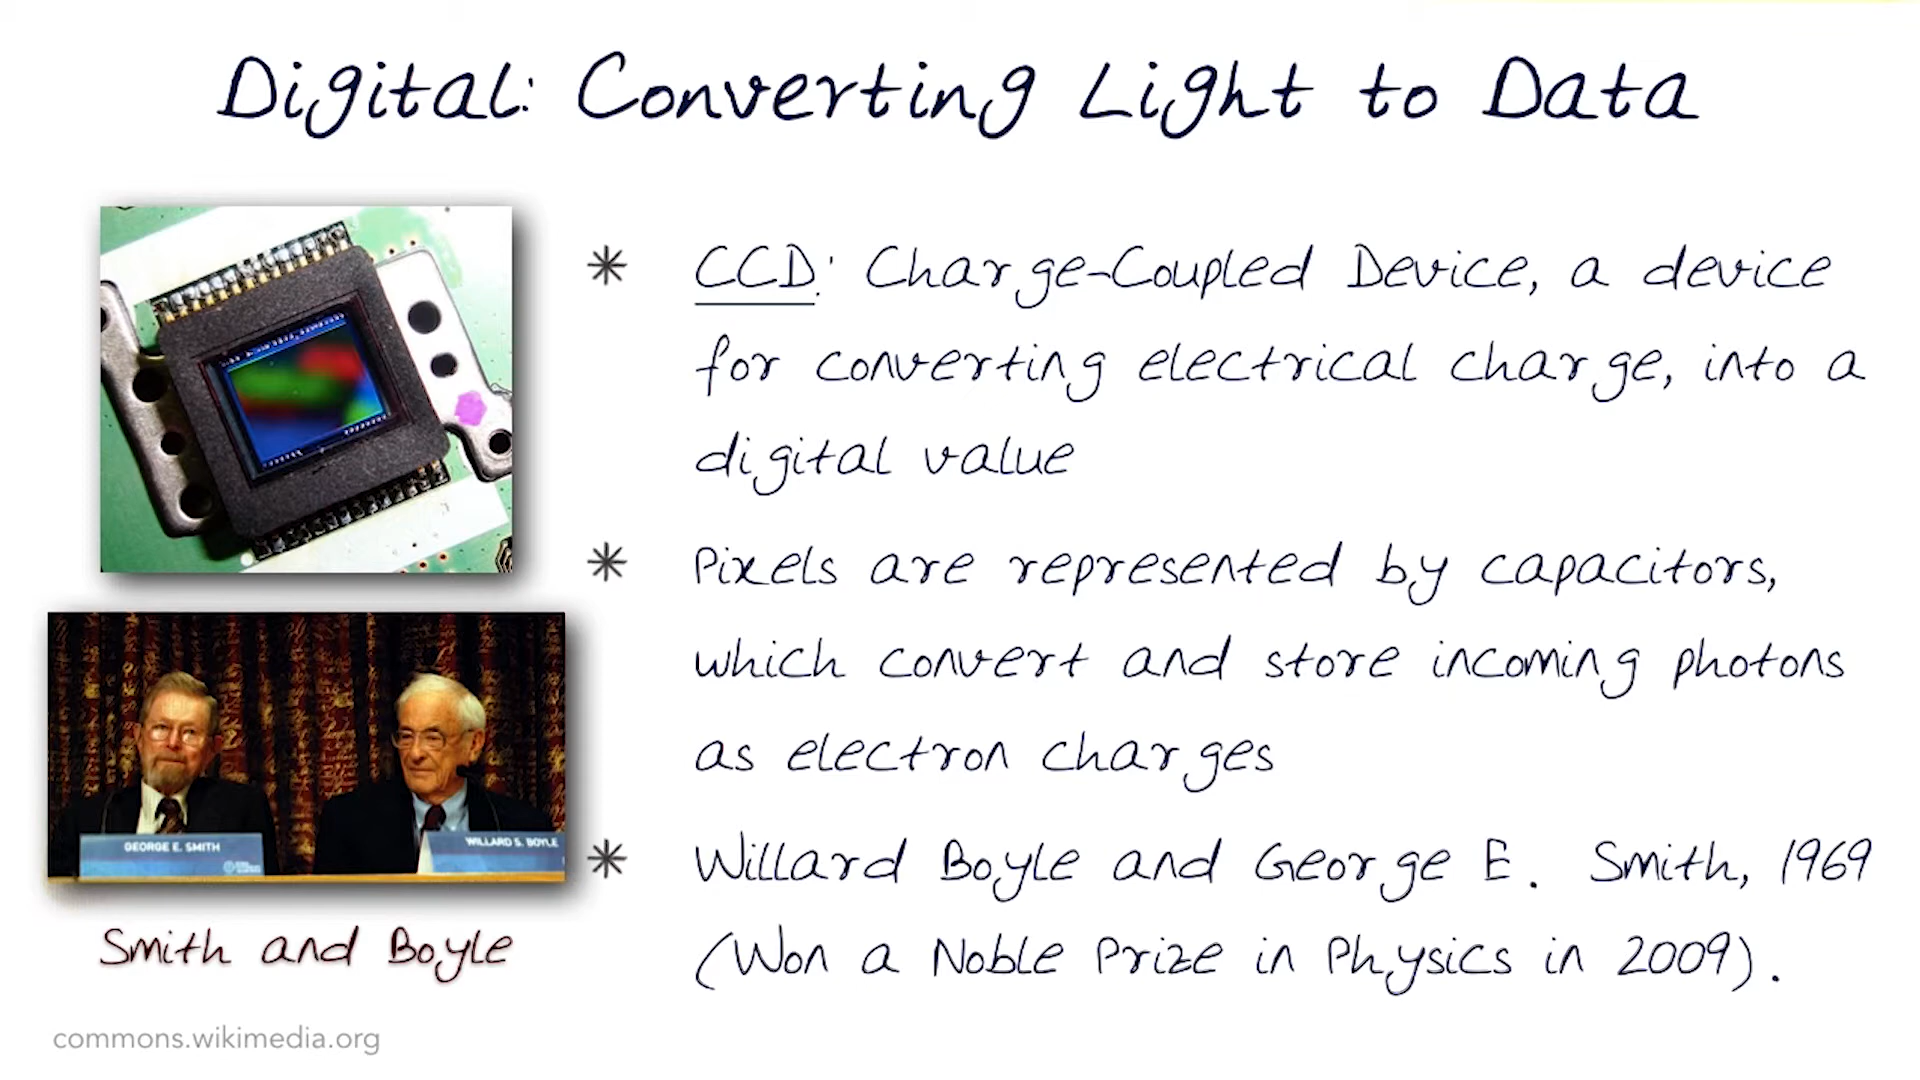 Digital: Converting Light to Data
* CCD: Charge-Coupled Device, a device
for converting electrical charge, into a
digital value
* Pixels are represented by capacitors,
which convert and store incoming photons
as electron charges
* Willard Boyle and George E. Smith, 1969
(Won a Noble Prize in Physics in 2009).
GEORGE E. SMITH
WILLARD S. BOYLE
Smith and Boyle
commons.wikimedia.org